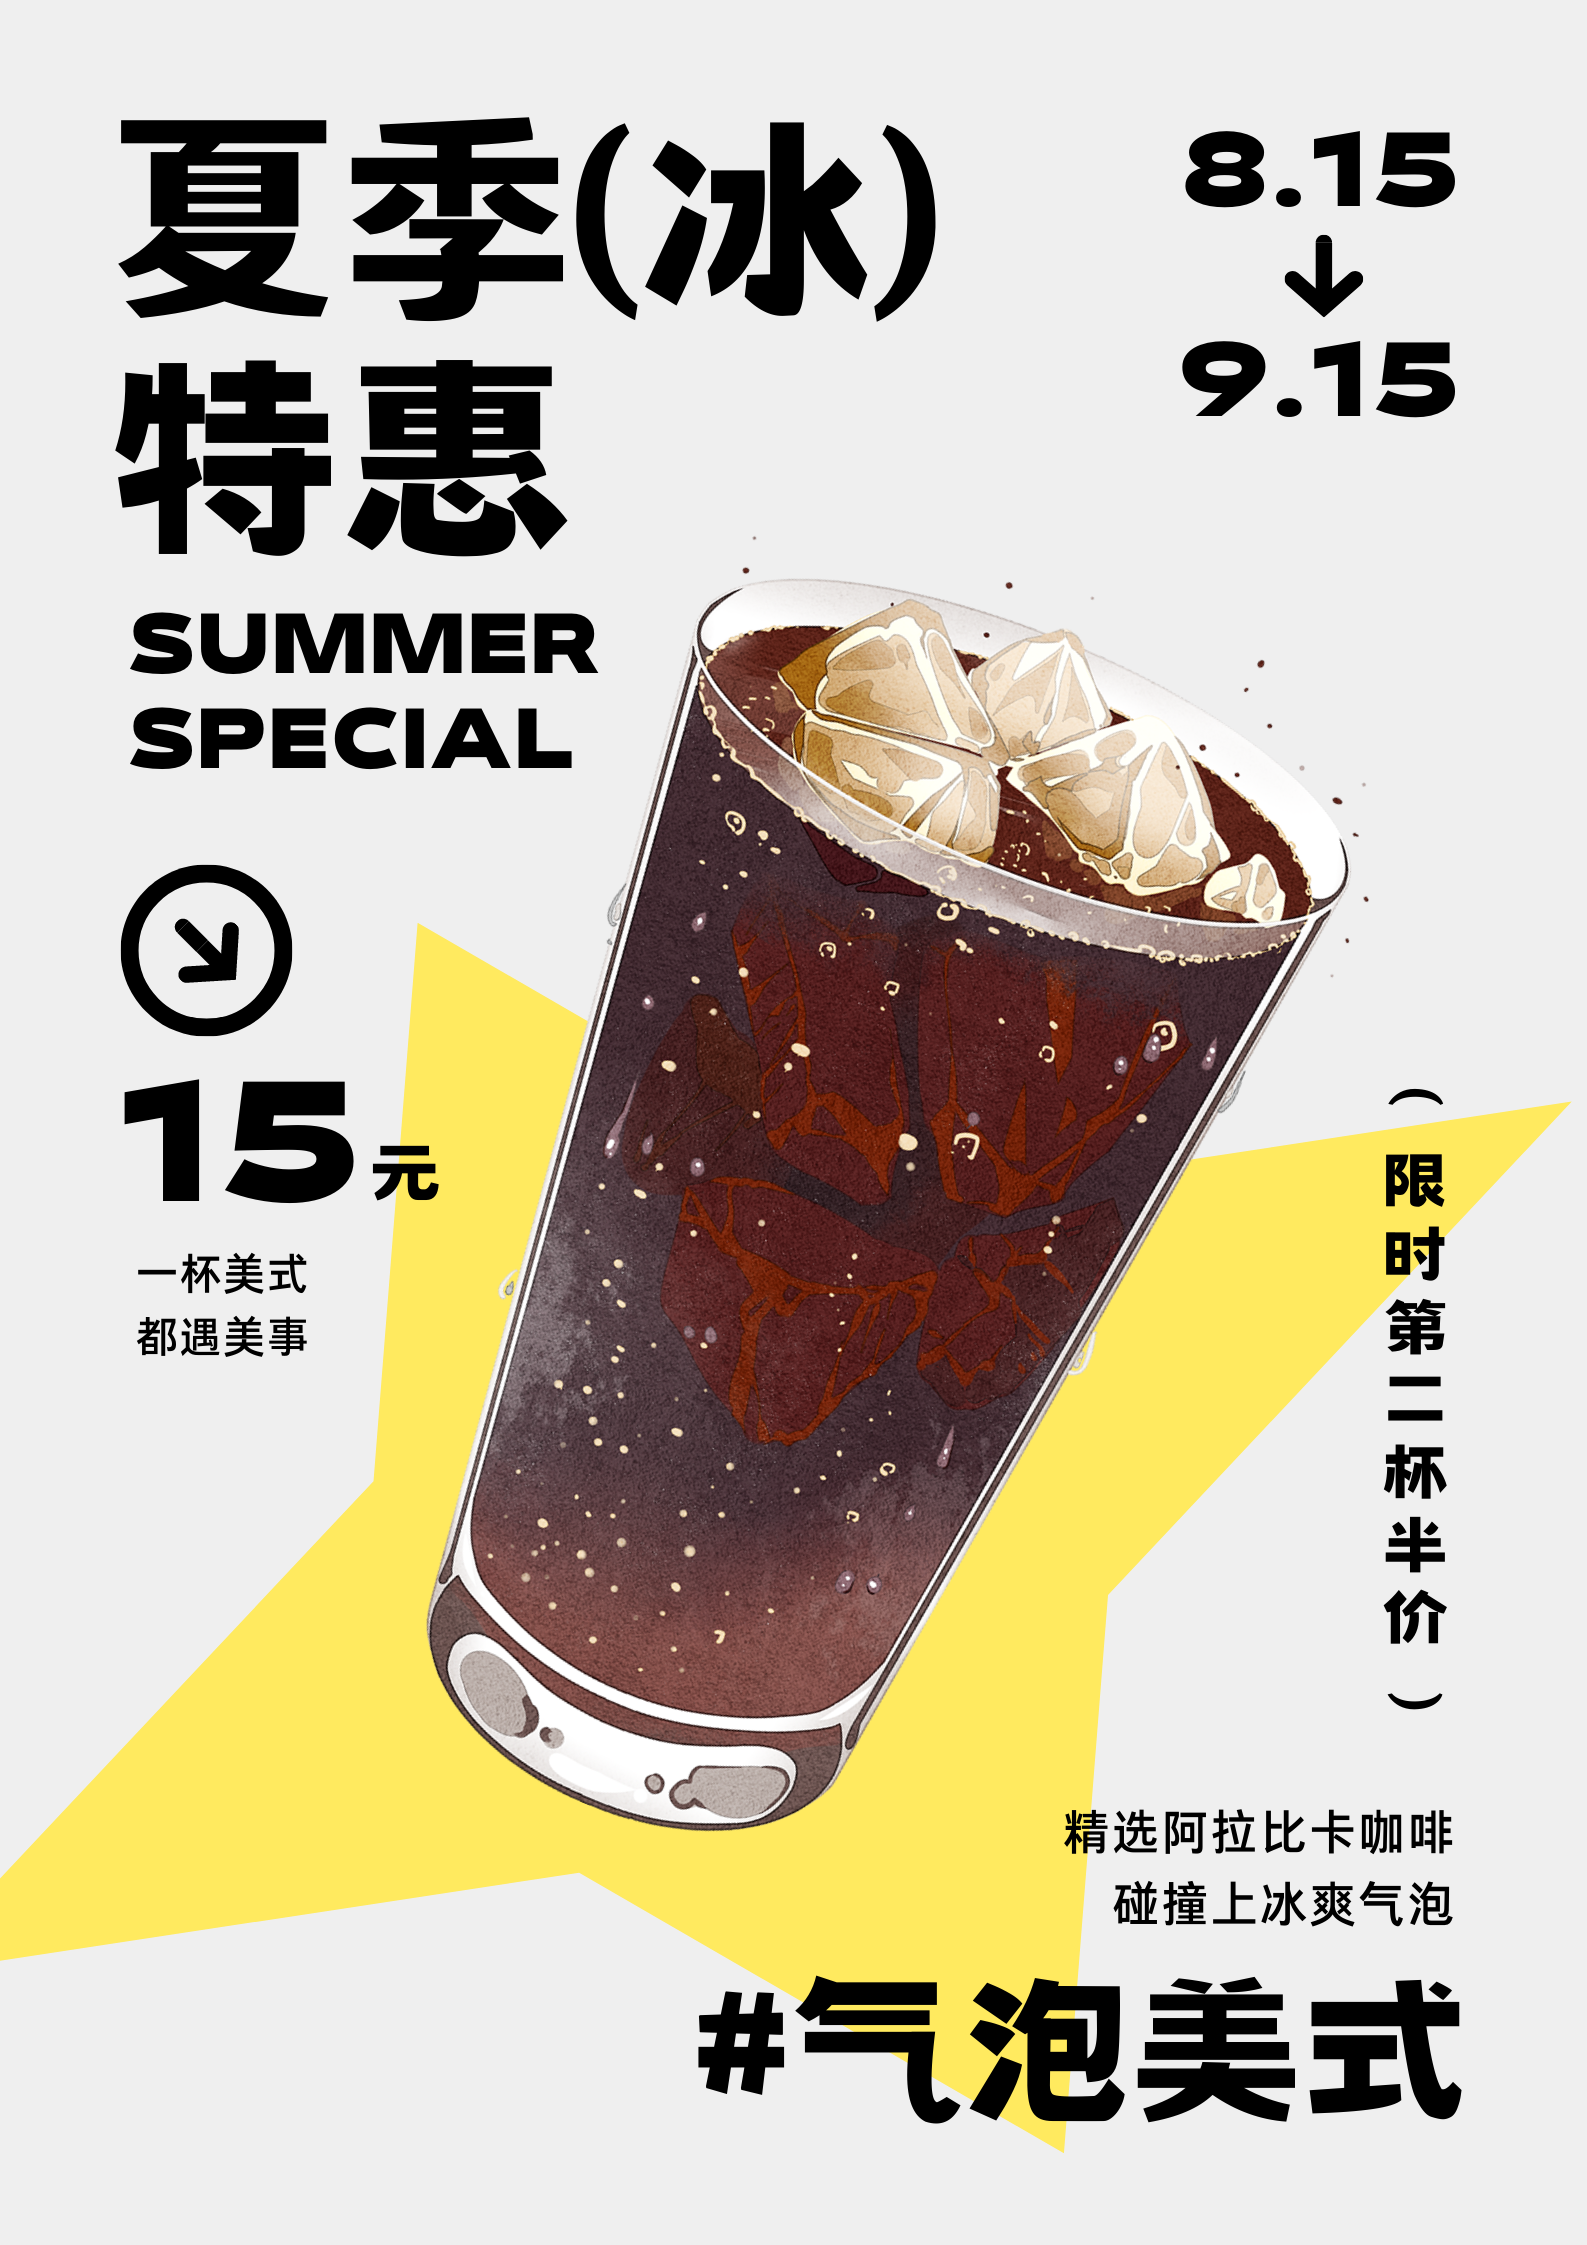 夏季(冰)
特惠
SUMMER
SPECIAL
8.15
↓
9.15
15元
一杯美式
都遇美事
（限时第二杯半价）
精选阿拉比卡咖啡
碰撞上冰爽气泡
#气泡美式